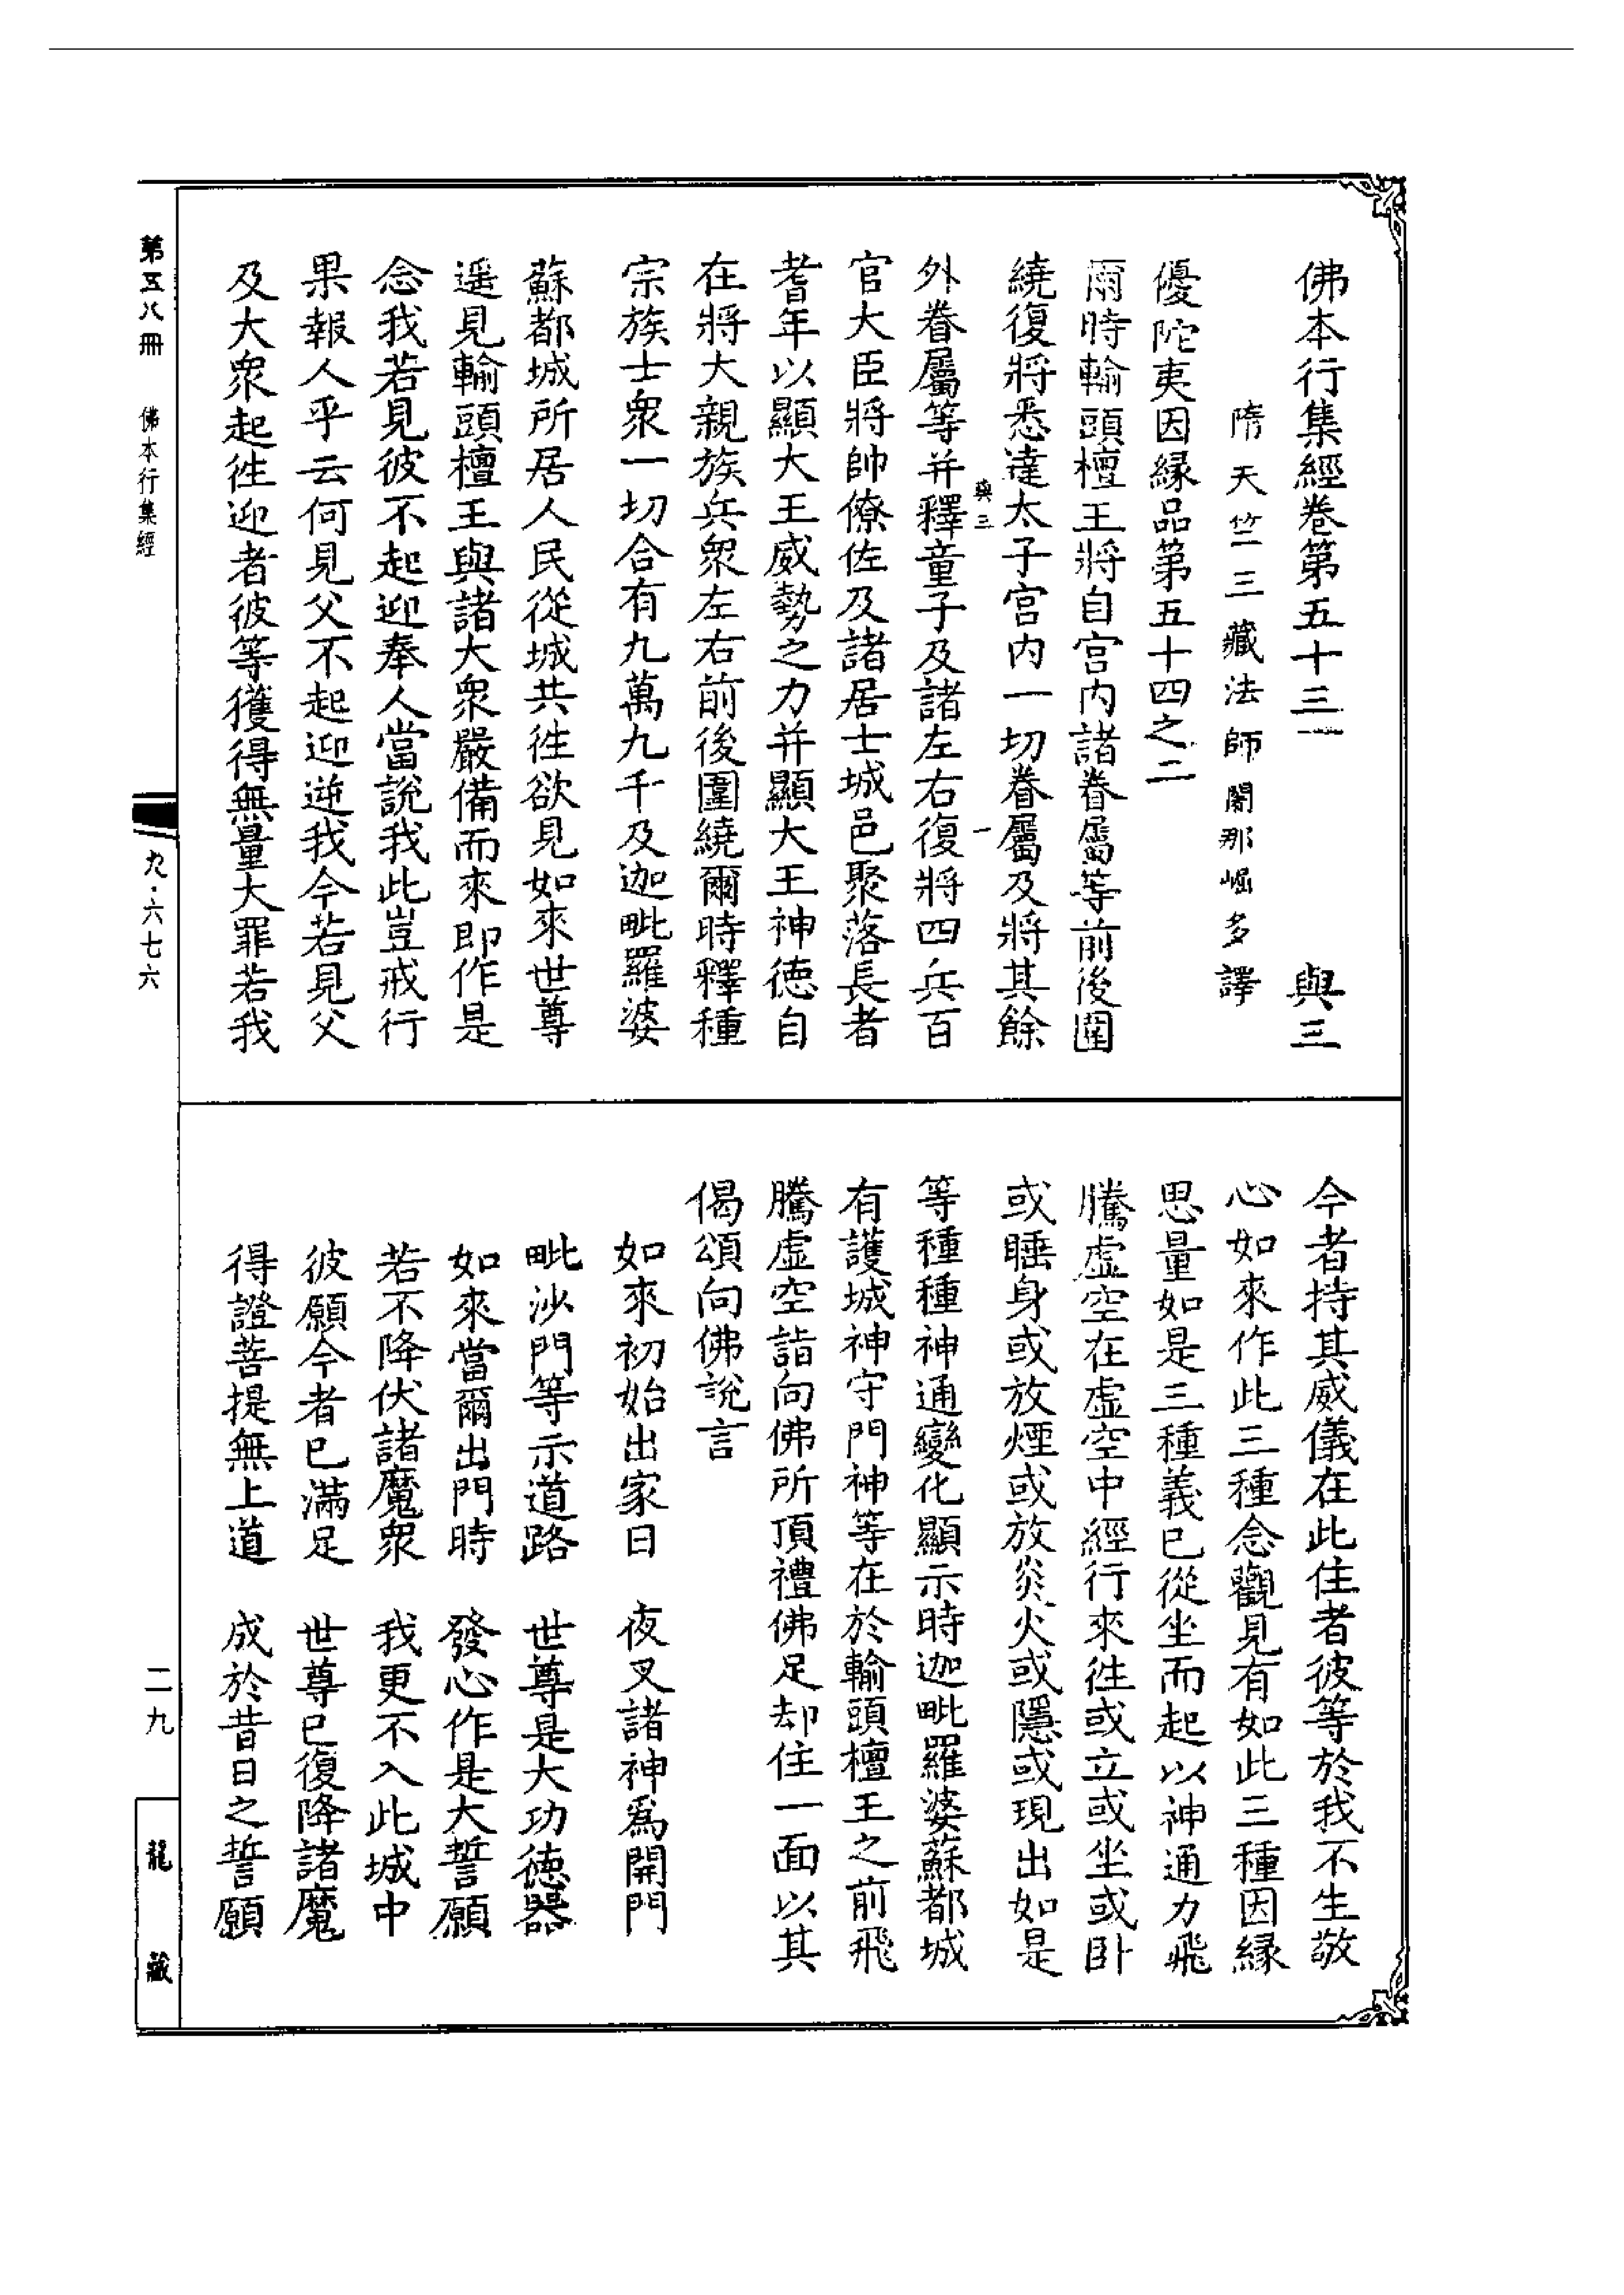 佛本行集經卷第五十三 與三
隋天竺三藏法師闍那崛多譯
優陀夷因緣品第五十四之二
爾時輸頭檀王將自宮內諸眷屬等前後圍
繞復將悉達太子宮內一切眷屬及將其餘
與三 一
外眷屬等并釋童子及諸左右復將四兵百
官大臣將帥僚佐及諸居士城邑聚落長者
耆年以顯大王威勢之力并顯大王神德自
在將大親族兵衆左右前後圍繞爾時釋種
宗族士衆一切合有九萬九千及迦毗羅婆
蘇都城所居人民從城共徃欲見如來世尊
遥見輸頭檀王與諸大衆嚴備而來即作是
念我若見彼不起迎奉人當說我此豈戒行
果報人乎云何見父不起迎逆我今若見父
及大衆起徃迎者彼等獲得無量大罪若我
今者持其威儀在此住者彼等於我不生敬
心如來作此三種念觀見有如此三種因緣
思量如是三種義已從坐而起以神通力飛
騰虛空在虛空中經行來徃或立或坐或卧
或睡身或放煙或放炎火或隱或現出如是
等種種神通變化顯示時迦毗羅婆蘇都城
有護城神守門神等在於輸頭檀王之前飛
騰虛空詣向佛所頂禮佛足却住一面以其
偈頌向佛說言
如來初始出家日 夜叉諸神爲開門
毗沙門等示道路 世尊是大功德器
如來當爾出門時 發心作是大誓願
若不降伏諸魔衆 我更不入此城中
彼願今者已滿足 世尊已復降諸魔
得證菩提無上道 成於昔日之誓願
第五八冊 佛本行集經
九·六七六
二九
龍藏